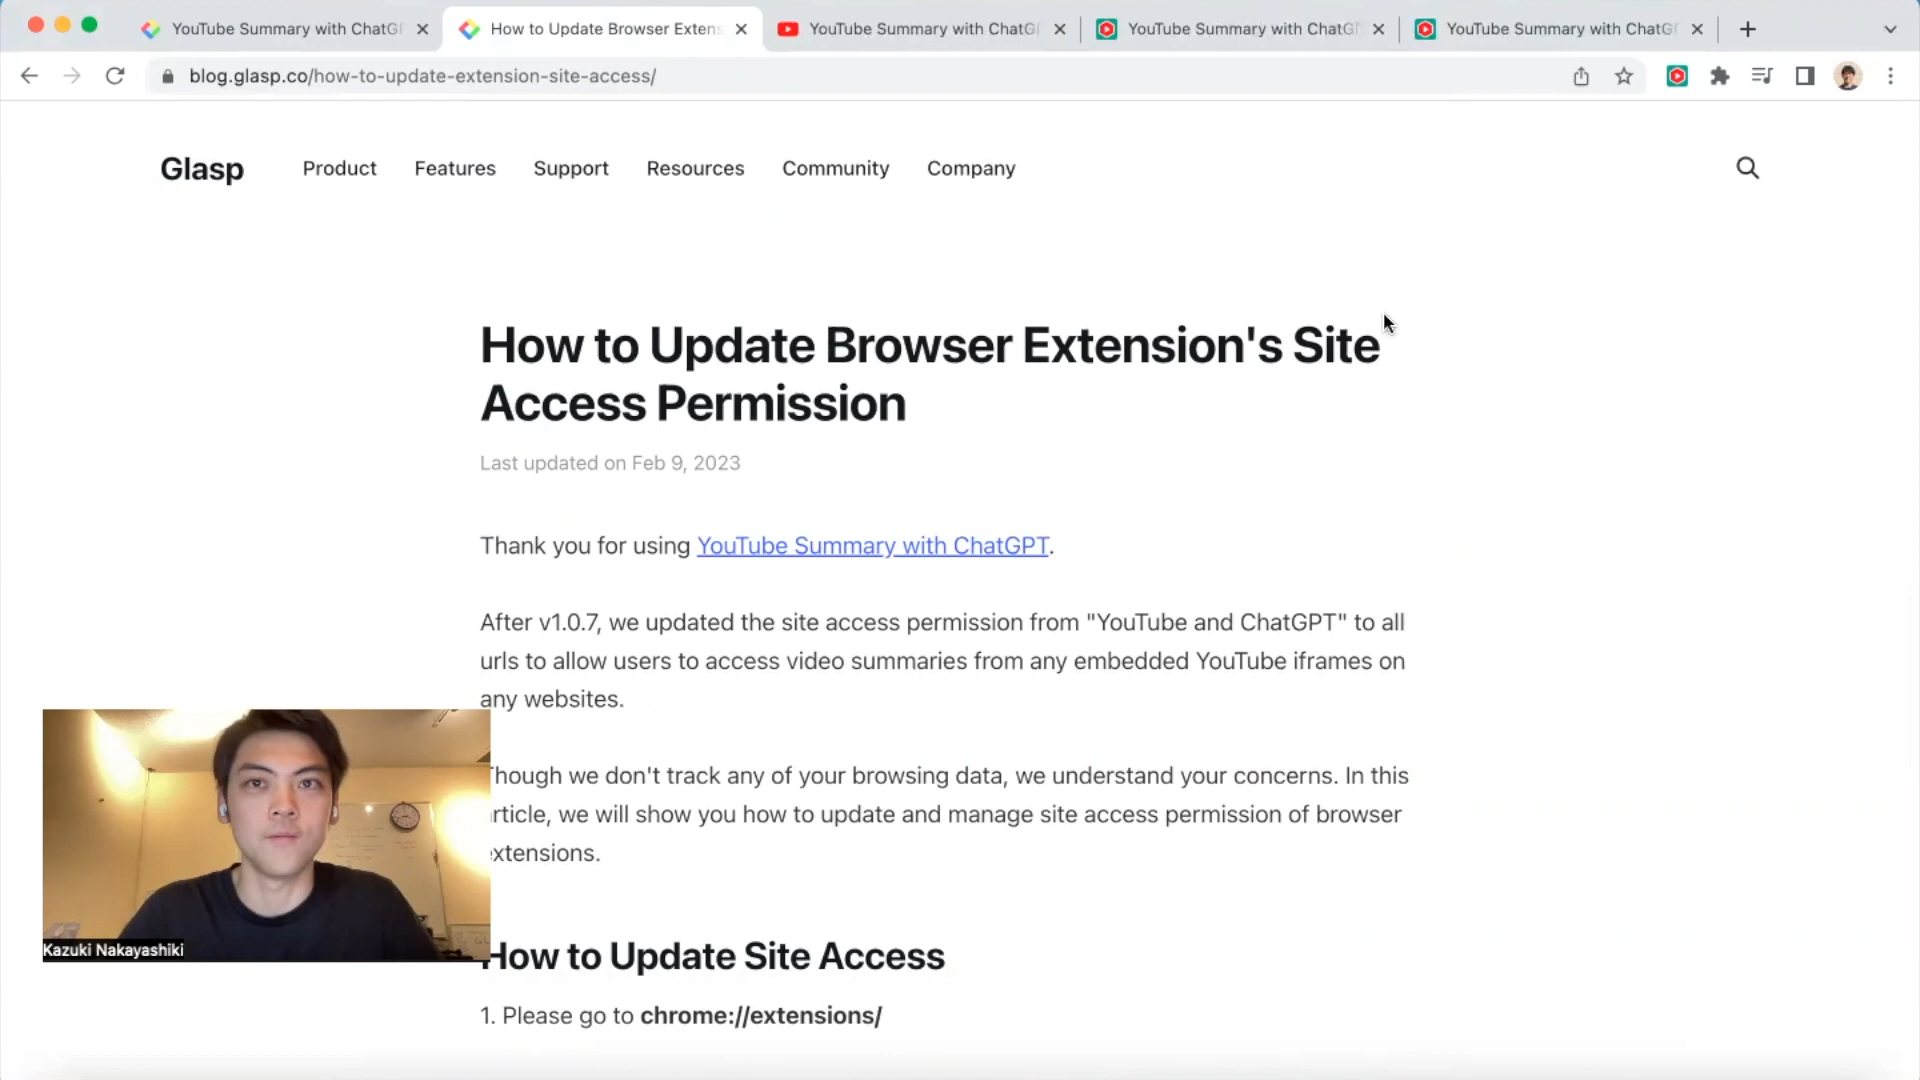 YouTube Summary with ChatGP
How to Update Browser Extens
YouTube Summary with ChatG
YouTube Summary with ChatG
YouTube Summary with ChatG
blog.glasp.co/how-to-update-extension-site-access/
Glasp Product Features Support Resources Community Company
How to Update Browser Extension's Site
Access Permission
Last updated on Feb 9, 2023
Thank you for using YouTube Summary with ChatGPT.
After v1.0.7, we updated the site access permission from "YouTube and ChatGPT" to all
urls to allow users to access video summaries from any embedded YouTube iframes on
any websites.
Though we don't track any of your browsing data, we understand your concerns. In this
article, we will show you how to update and manage site access permission of browser
extensions.
Kazuki Nakayashiki
How to Update Site Access
1. Please go to chrome://extensions/